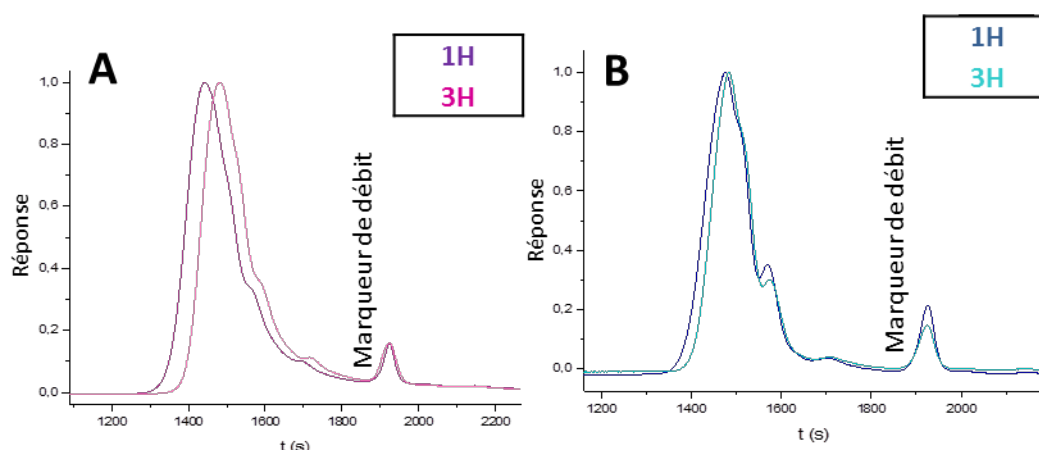 A
1H
3H
Réponse
1,0
0,8
0,6
0,4
0,2
0,0
Marqueur de débit
1200 1400 1600 1800 2000 2200
t (s)
B
1H
3H
Réponse
1,0
0,8
0,6
0,4
0,2
0,0
Marqueur de débit
1200 1400 1600 1800 2000
t (s)